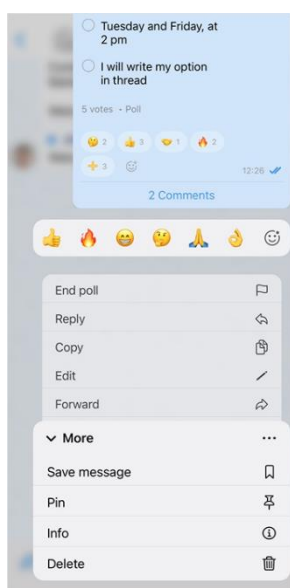 Tuesday and Friday, at
2 pm
I will write my option
in thread
5 votes • Poll
2 3 1 2
3
12:26
2 Comments
End poll
Reply
Copy
Edit
Forward
More
Save message
Pin
Info
Delete